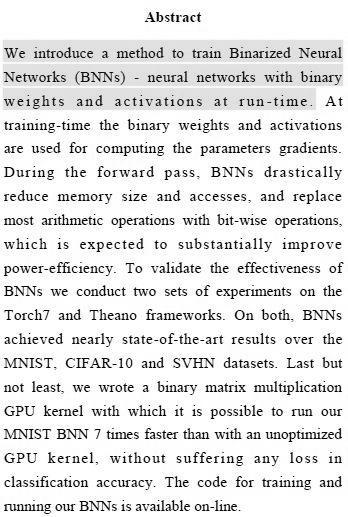 Abstract
We introduce a method to train Binarized Neural
Networks (BNNs) - neural networks with binary
weights and activations at run-time. At
training-time the binary weights and activations
are used for computing the parameters gradients.
During the forward pass, BNNs drastically
reduce memory size and accesses, and replace
most arithmetic operations with bit-wise operations,
which is expected to substantially improve
power-efficiency. To validate the effectiveness of
BNNs we conduct two sets of experiments on the
Torch7 and Theano frameworks. On both, BNNs
achieved nearly state-of-the-art results over the
MNIST, CIFAR-10 and SVHN datasets. Last but
not least, we wrote a binary matrix multiplication
GPU kernel with which it is possible to run our
MNIST BNN 7 times faster than with an unoptimized
GPU kernel, without suffering any loss in
classification accuracy. The code for training and
running our BNNs is available on-line.